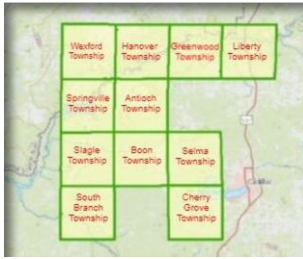 Wexford Township
Hanover Township
Greenwood Township
Liberty Township
Springville Township
Antioch Township
Slagle Township
Boon Township
Selma Township
South Branch Township
Cherry Grove Township
Cadillac